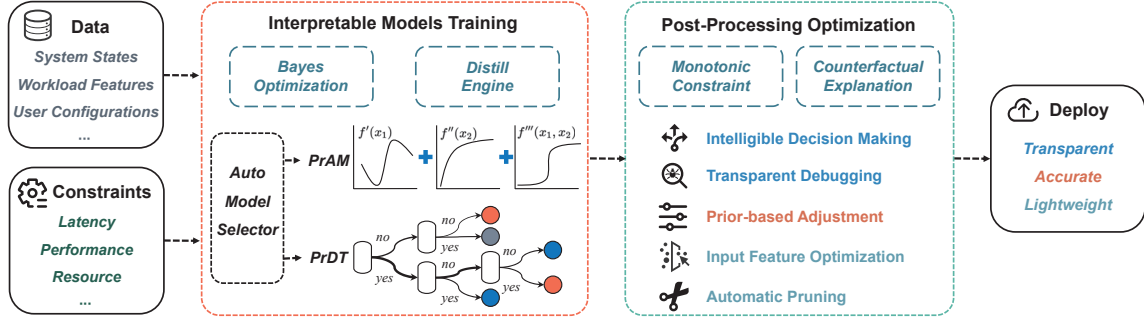 Data
System States
Workload Features
User Configurations
...
Constraints
Latency
Performance
Resource
...
Interpretable Models Training
Bayes
Optimization
Distill
Engine
Auto
Model
Selector
PrAM
f′(x₁)
f″(x₂)
f‴(x₁, x₂)
PrDT
no
yes
no
yes
no
yes
no
yes
Post-Processing Optimization
Monotonic
Constraint
Counterfactual
Explanation
Intelligible Decision Making
Transparent Debugging
Prior-based Adjustment
Input Feature Optimization
Automatic Pruning
Deploy
Transparent
Accurate
Lightweight